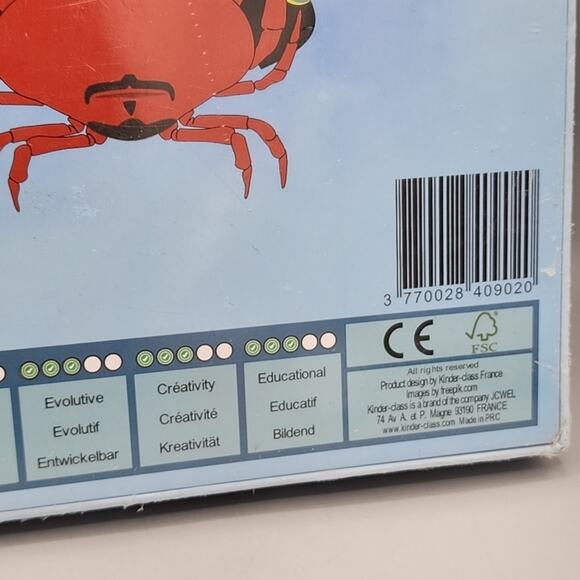 3 770028 409020
Evolutive
Evolutif
Entwickelbar
Créativity
Créativité
Kreativität
Educational
Educatif
Bildend
CE
FSC
All rights reserved
Product design by Kinder-class France
Images by freepik.com
Kinder-class is a brand of the company JCWEL
74 Av A. et P. Magne 93190 FRANCE
www.kinder-class.com Made in PRC